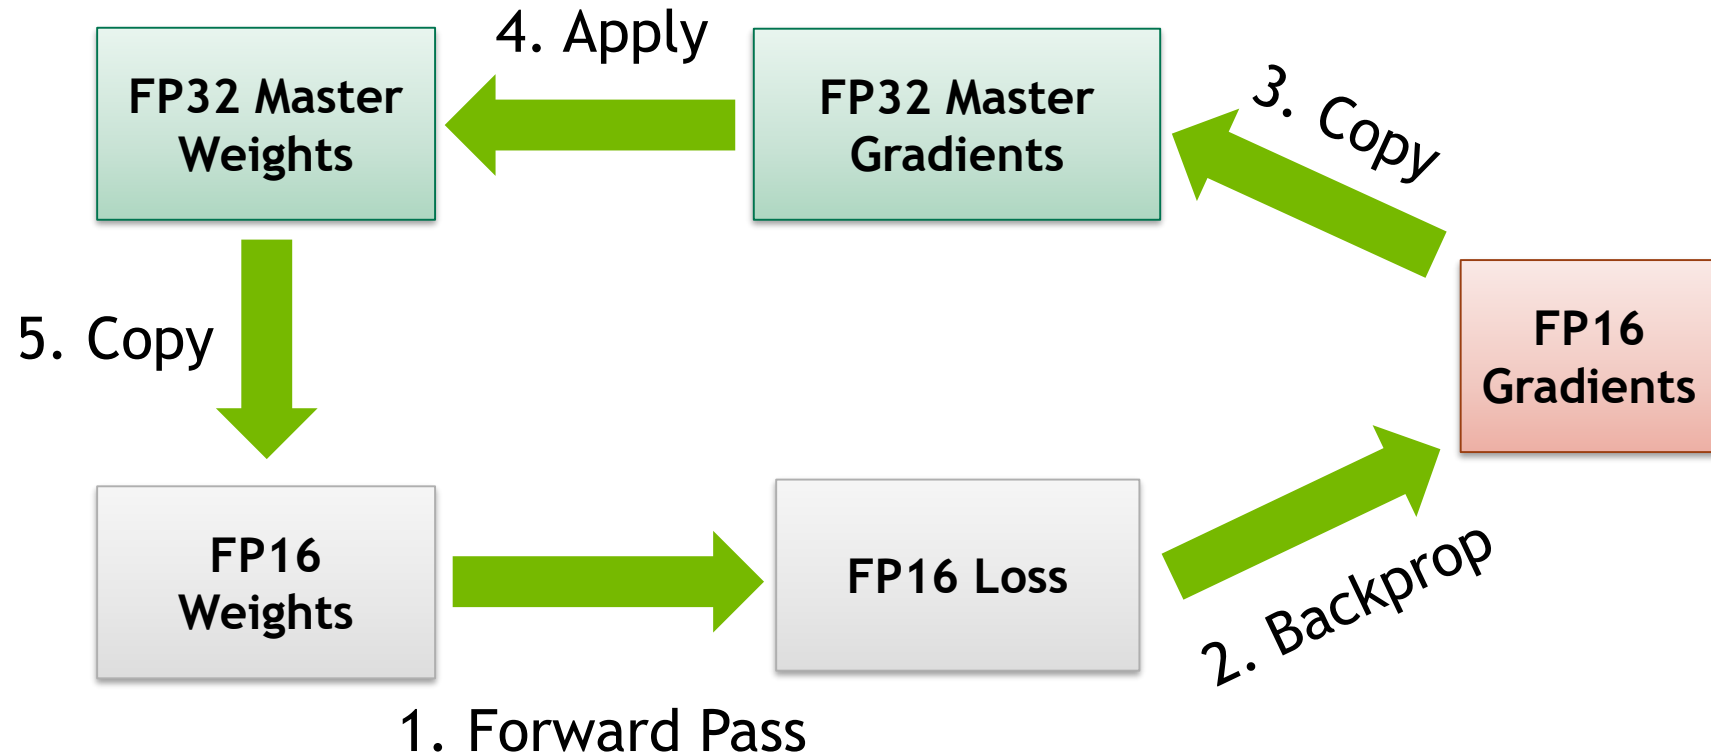 4. Apply
FP32 Master
Weights
FP32 Master
Gradients
3. Copy
5. Copy
FP16
Gradients
FP16
Weights
FP16 Loss
2. Backprop
1. Forward Pass